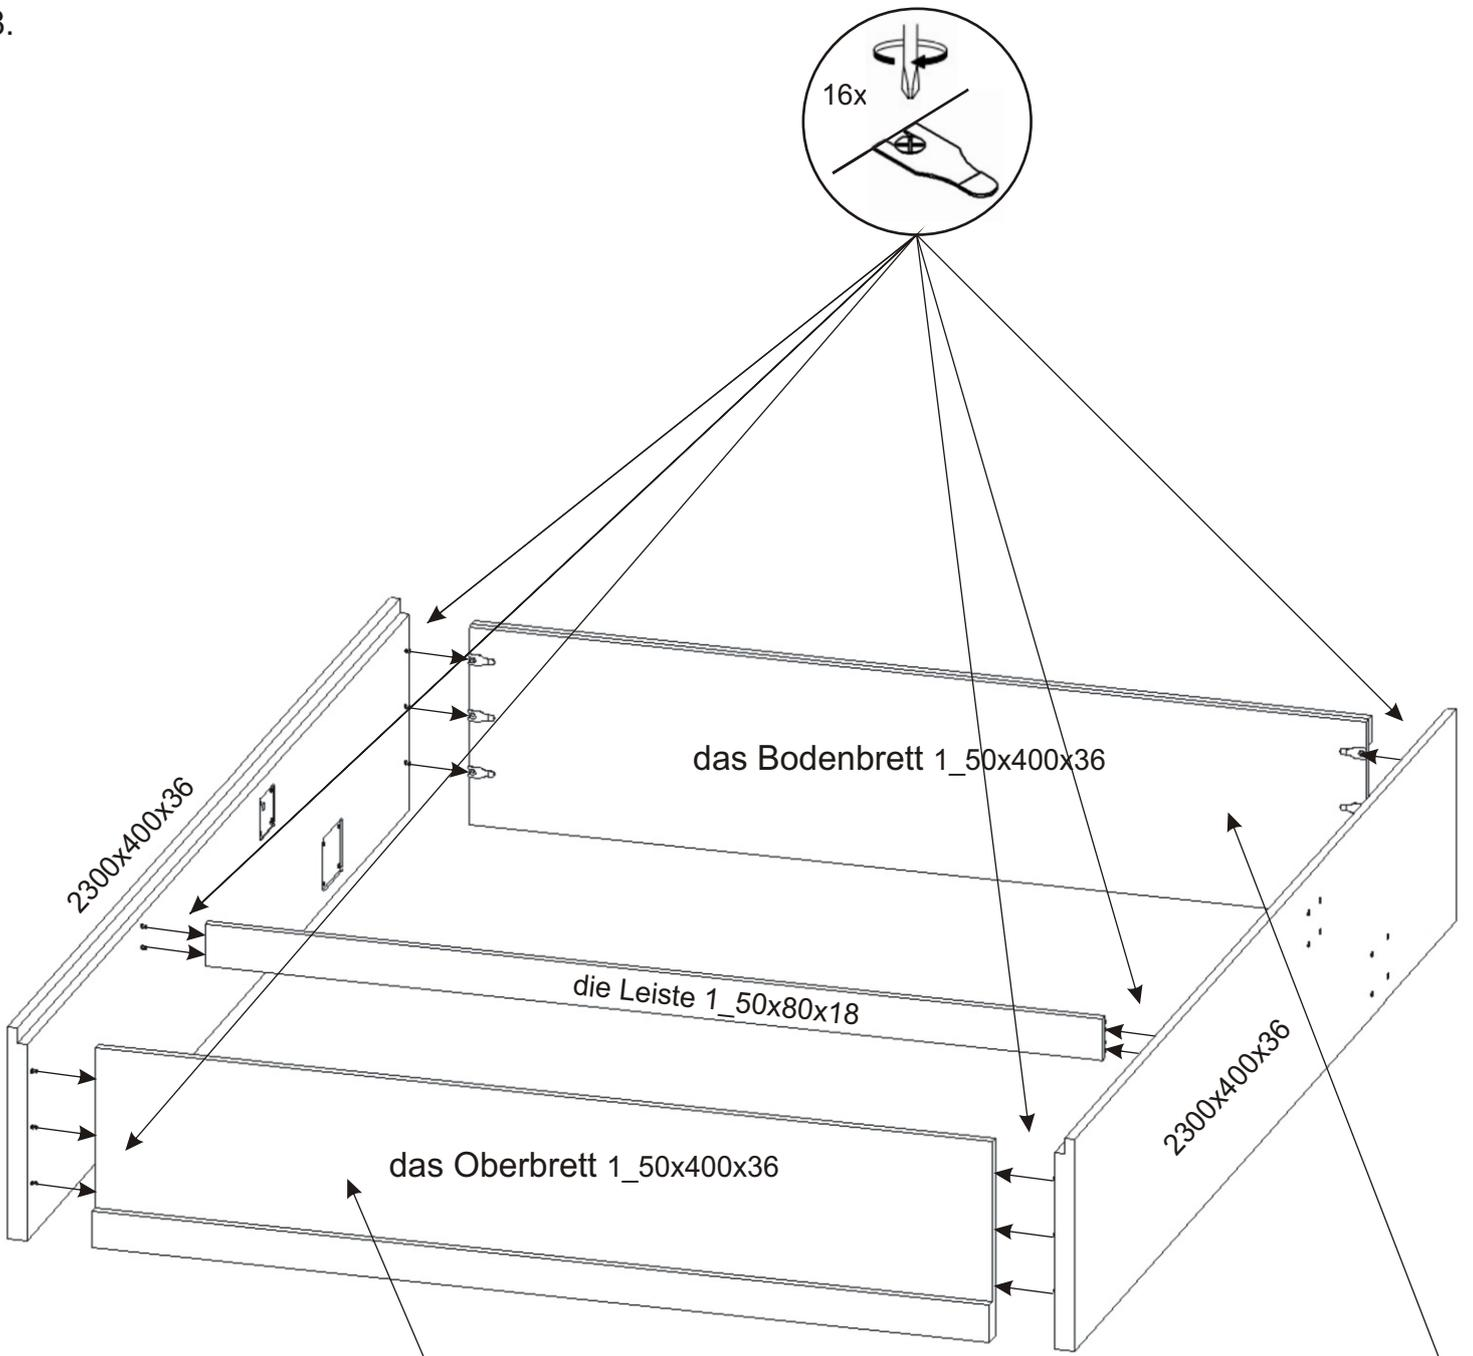 3.
16x
das Bodenbrett 1_50x400x36
2300x400x36
die Leiste 1_50x80x18
2300x400x36
das Oberbrett 1_50x400x36